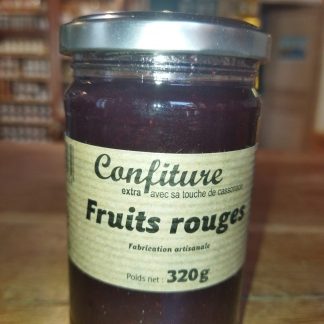 Confiture
extra avec sa touche de cassonade
Fruits rouges
Fabrication artisanale
Poids net : 320g